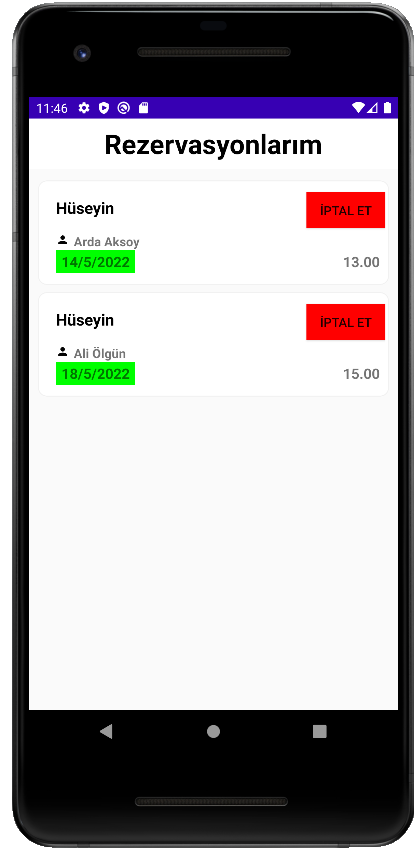 11:46
Rezervasyonlarım
Hüseyin
İPTAL ET
Arda Aksoy
14/5/2022
13.00
Hüseyin
İPTAL ET
Ali Ölgün
18/5/2022
15.00